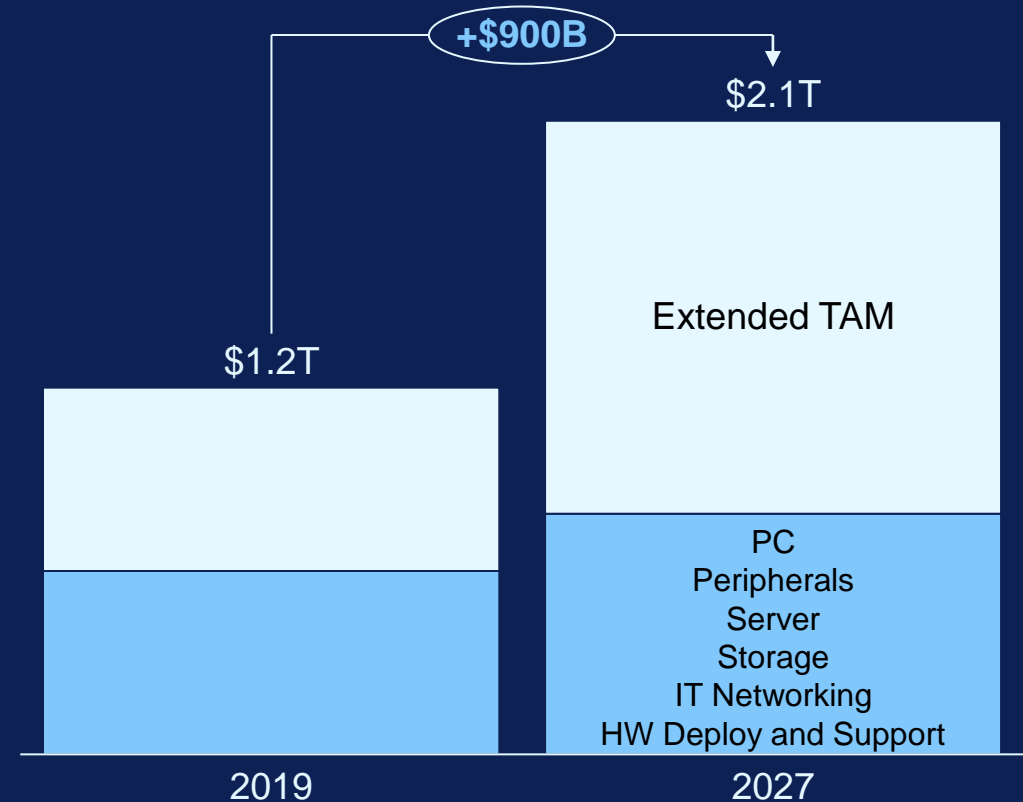 +$900B
$2.1T
$1.2T
Extended TAM
PC
Peripherals
Server
Storage
IT Networking
HW Deploy and Support
2019
2027